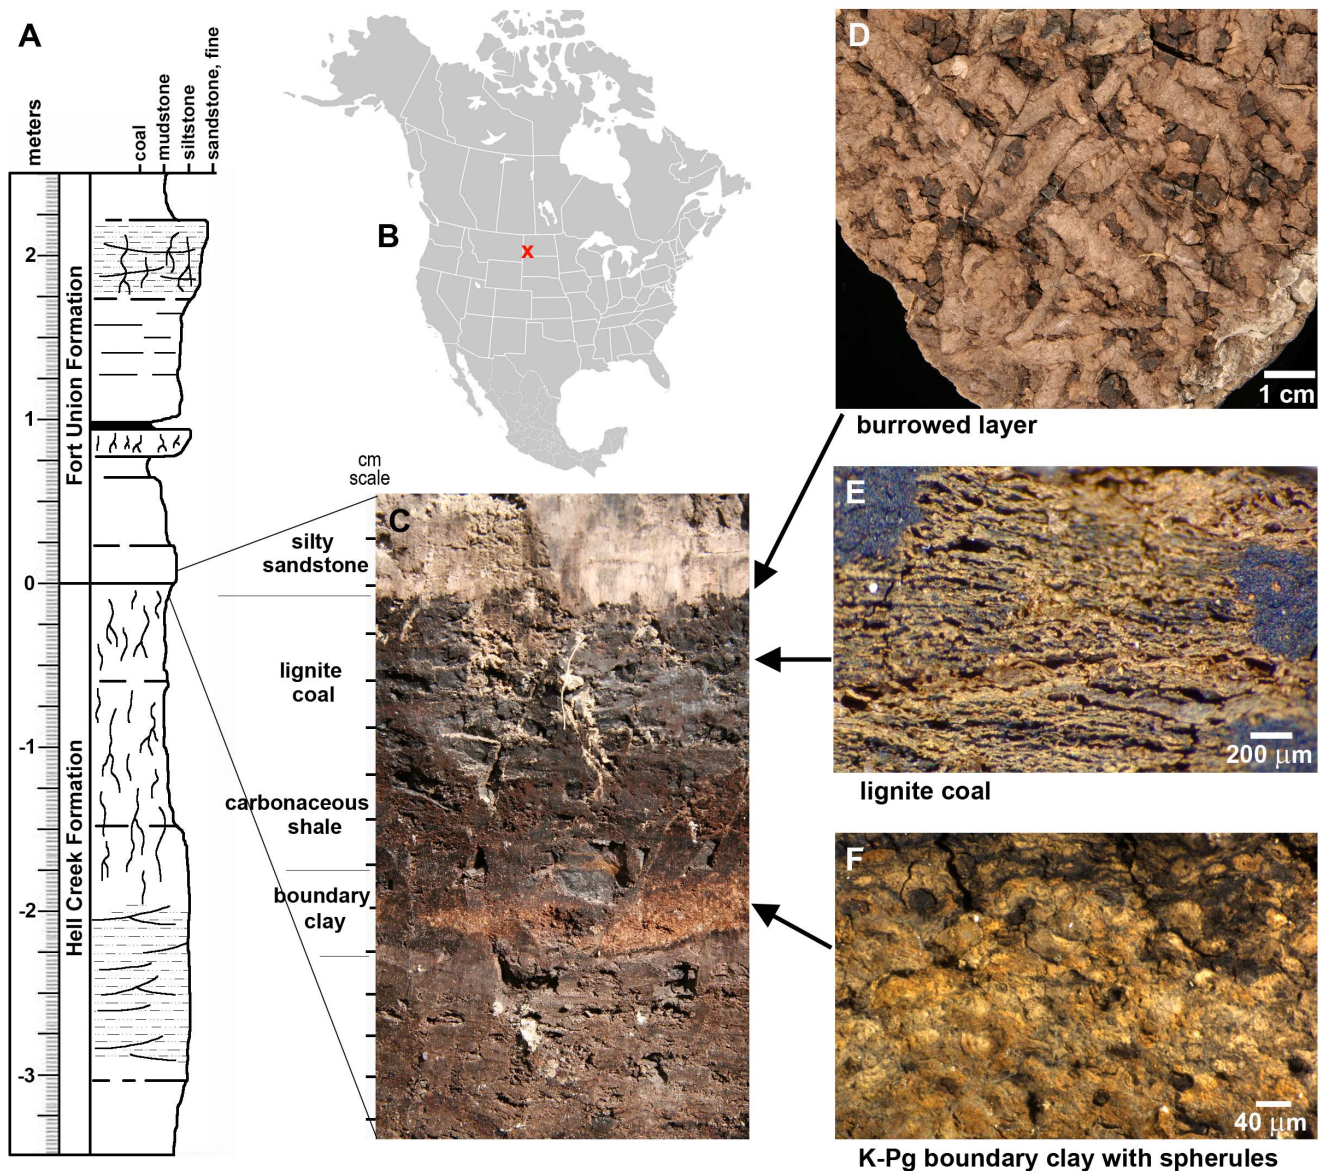 A
meters
coal
mudstone
siltstone
sandstone, fine
Fort Union Formation
Hell Creek Formation
2
1
0
-1
-2
-3
B
x
cm
scale
C
silty
sandstone
lignite
coal
carbonaceous
shale
boundary
clay
D
1 cm
burrowed layer
E
200 μm
lignite coal
F
40 μm
K-Pg boundary clay with spherules